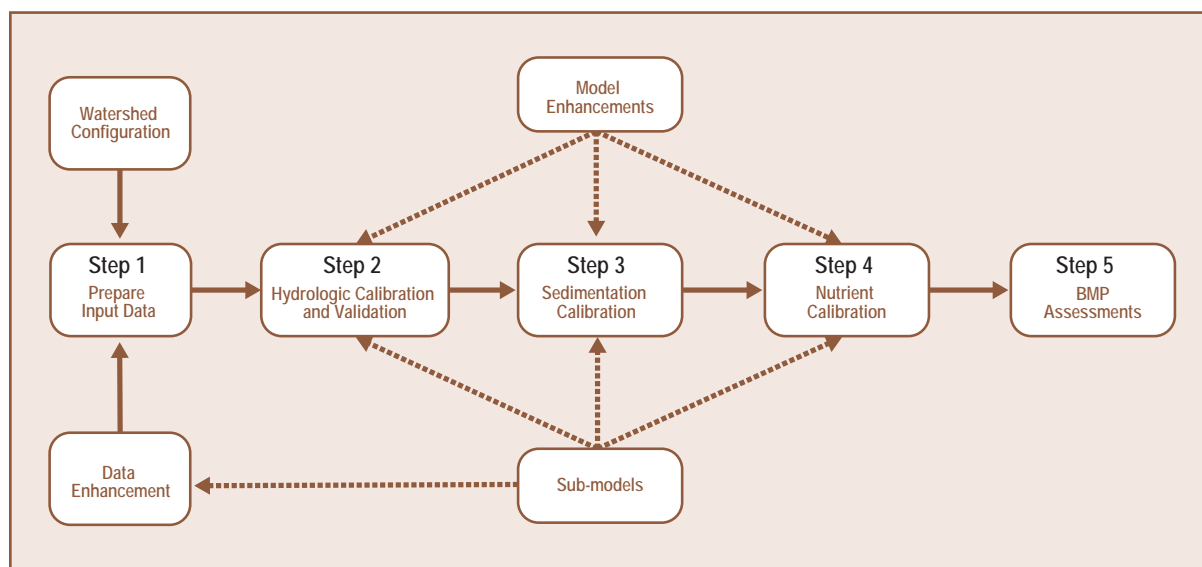 Watershed
Configuration
Model
Enhancements
Step 1
Prepare
Input Data
Step 2
Hydrologic Calibration
and Validation
Step 3
Sedimentation
Calibration
Step 4
Nutrient
Calibration
Step 5
BMP
Assessments
Data
Enhancement
Sub-models